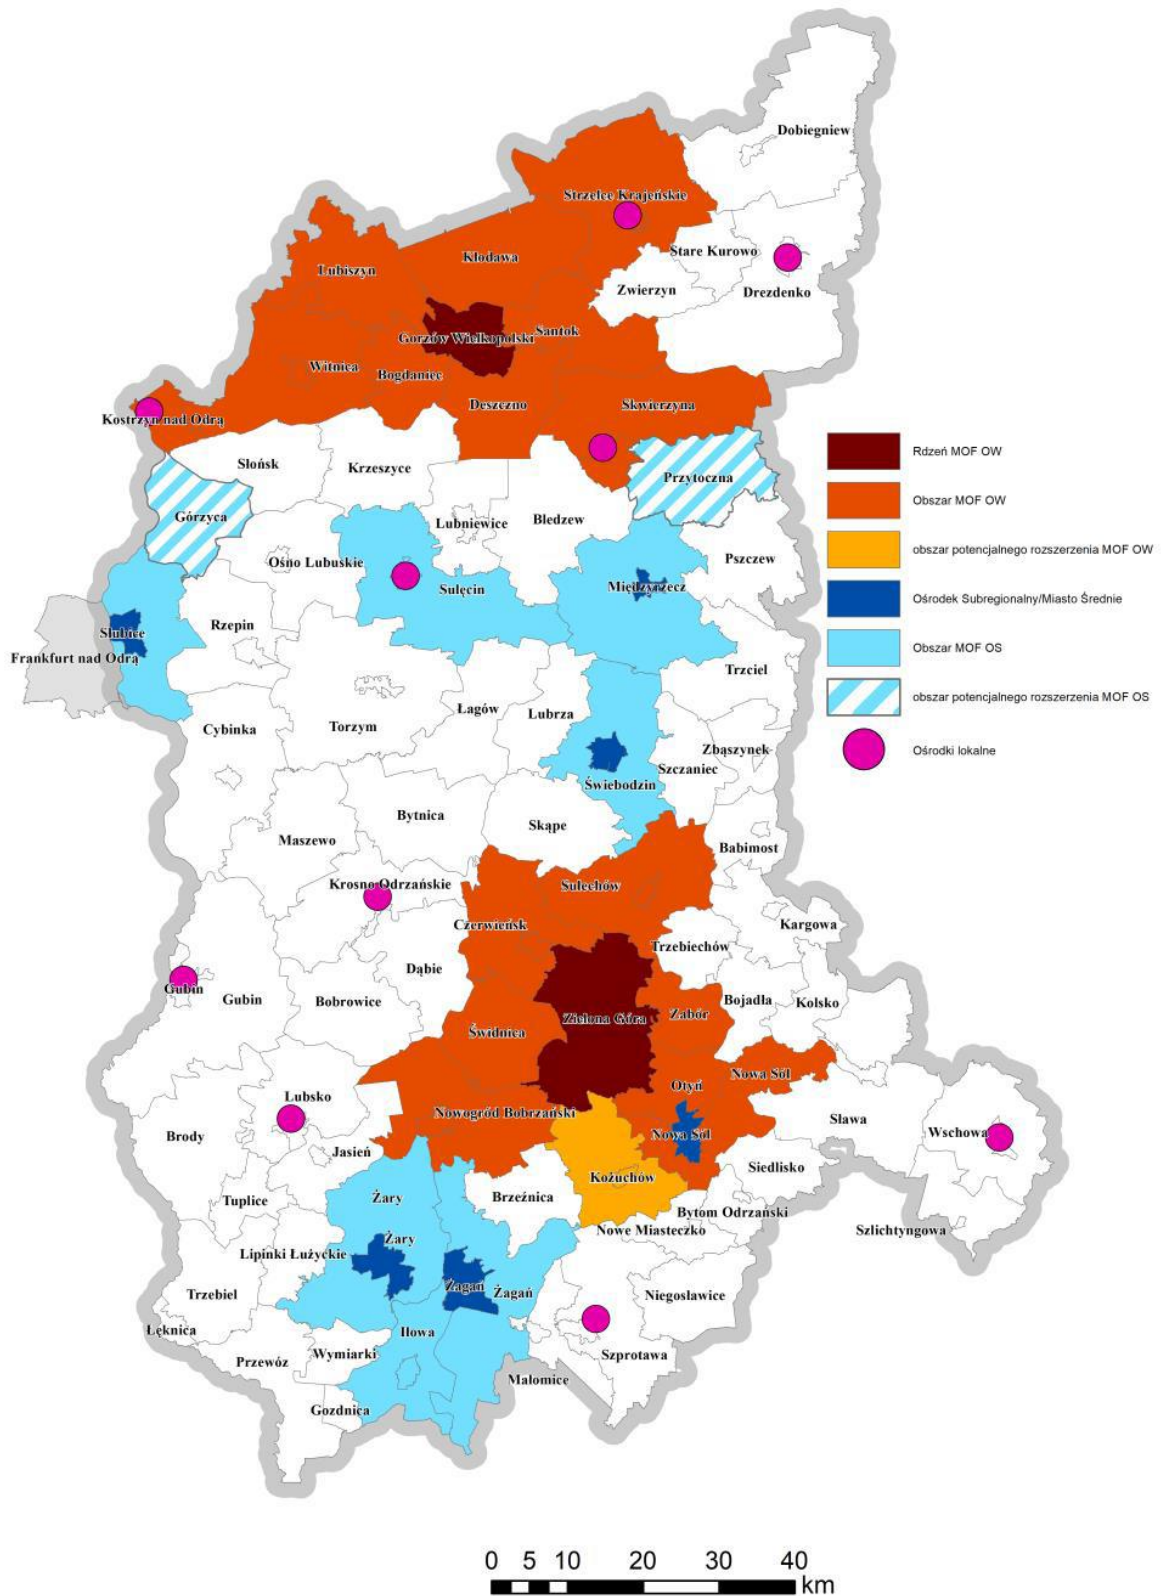 Dobiegniew
Strzelce Krajeńskie
Stare Kurowo
Kłodawa
Lubiszyn
Zwierzyn
Drezdenko
Santok
Gorzów Wielkopolski
Witnica
Bogdaniec
Deszczno
Skwierzyna
Kostrzyn nad Odrą
Rdzeń MOF OW
Słońsk
Krzeszyce
Przytoczna
Obszar MOF OW
Górzyca
Lubniewice
Bledzew
obszar potencjalnego rozszerzenia MOF OW
Ośno Lubuskie
Pszczew
Sulęcin
Międzyrzecz
Ośrodek Subregionalny/Miasto Średnie
Rzepin
Słubice
Frankfurt nad Odrą
Obszar MOF OS
Trzciel
Łagów
Lubrza
obszar potencjalnego rozszerzenia MOF OS
Cybinka
Torzym
Zbąszynek
Ośrodki lokalne
Szczaniec
Świebodzin
Bytnica
Skąpe
Maszewo
Babimost
Krosno Odrzańskie
Sulechów
Czerwieńsk
Kargowa
Trzebiechów
Dąbie
Gubin
Gubin
Bobrowice
Bojadła
Kolsko
Zielona Góra
Zabór
Świdnica
Nowa Sól
Otyń
Lubsko
Nowogród Bobrzański
Sława
Brody
Nowa Sól
Wschowa
Jasień
Siedlisko
Kożuchów
Żary
Brzeźnica
Tuplice
Bytom Odrzański
Nowe Miasteczko
Szlichtyngowa
Żary
Lipinki Łużyckie
Trzebiel
Żagań
Żagań
Niegosławice
Łęknica
Iłowa
Wymiarki
Przewóz
Szprotawa
Małomice
Gozdnica
0 5 10 20 30 40
km